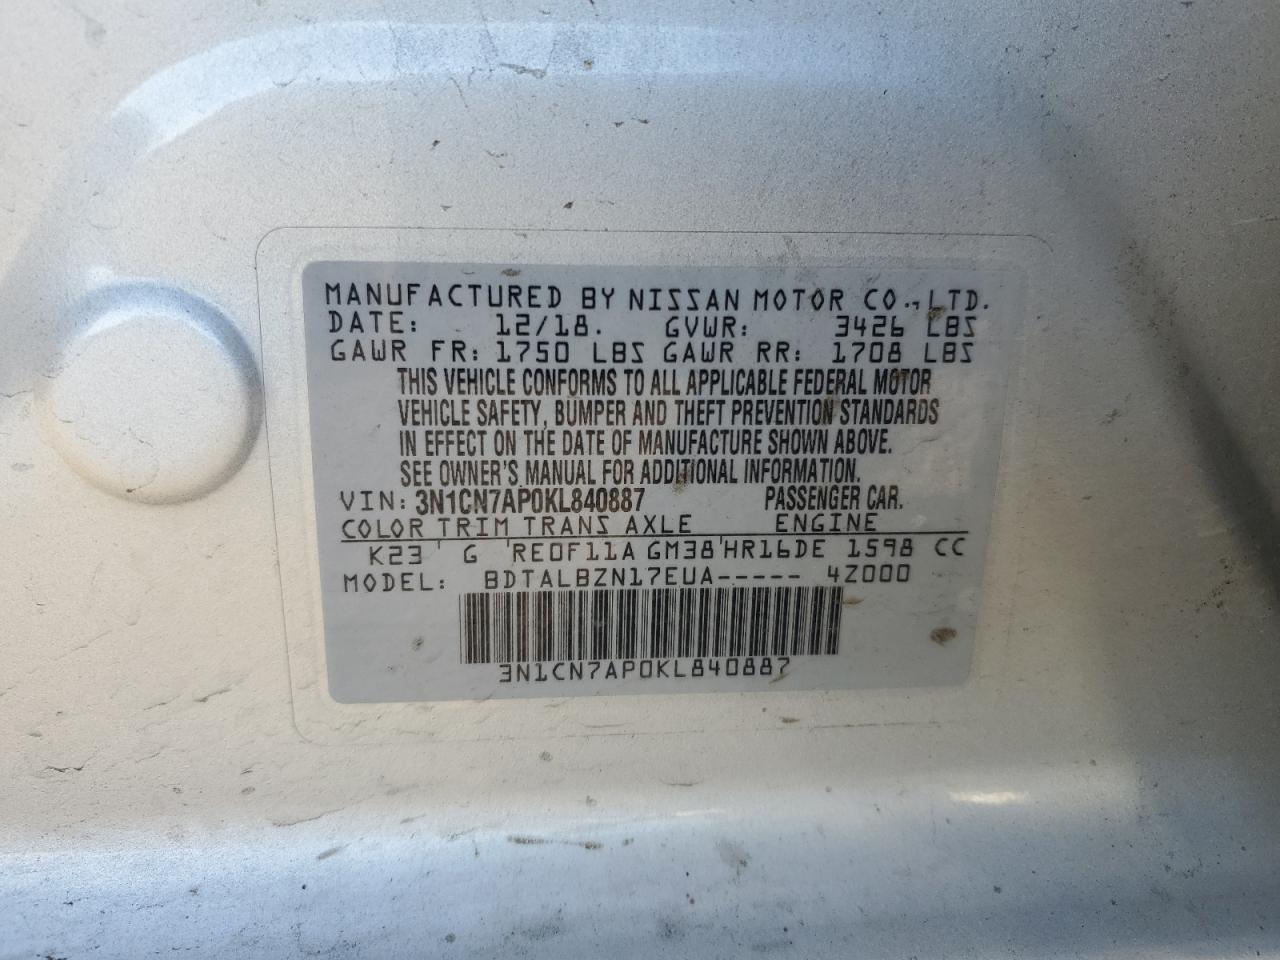 MANUFACTURED BY NISSAN MOTOR CO.,LTD.
DATE: 12/18. GVWR: 3426 LBS
GAWR FR: 1750 LBS GAWR RR: 1708 LBS
THIS VEHICLE CONFORMS TO ALL APPLICABLE FEDERAL MOTOR
VEHICLE SAFETY, BUMPER AND THEFT PREVENTION STANDARDS
IN EFFECT ON THE DATE OF MANUFACTURE SHOWN ABOVE.
SEE OWNER'S MANUAL FOR ADDITIONAL INFORMATION.
VIN: 3N1CN7AP0KL840887 PASSENGER CAR.
COLOR TRIM TRANS AXLE ENGINE
K23 ' G 'RE0F11A GM38'HR16DE 1598 CC
MODEL: BDTALBZN17EUA----- 4Z000
3N1CN7AP0KL840887